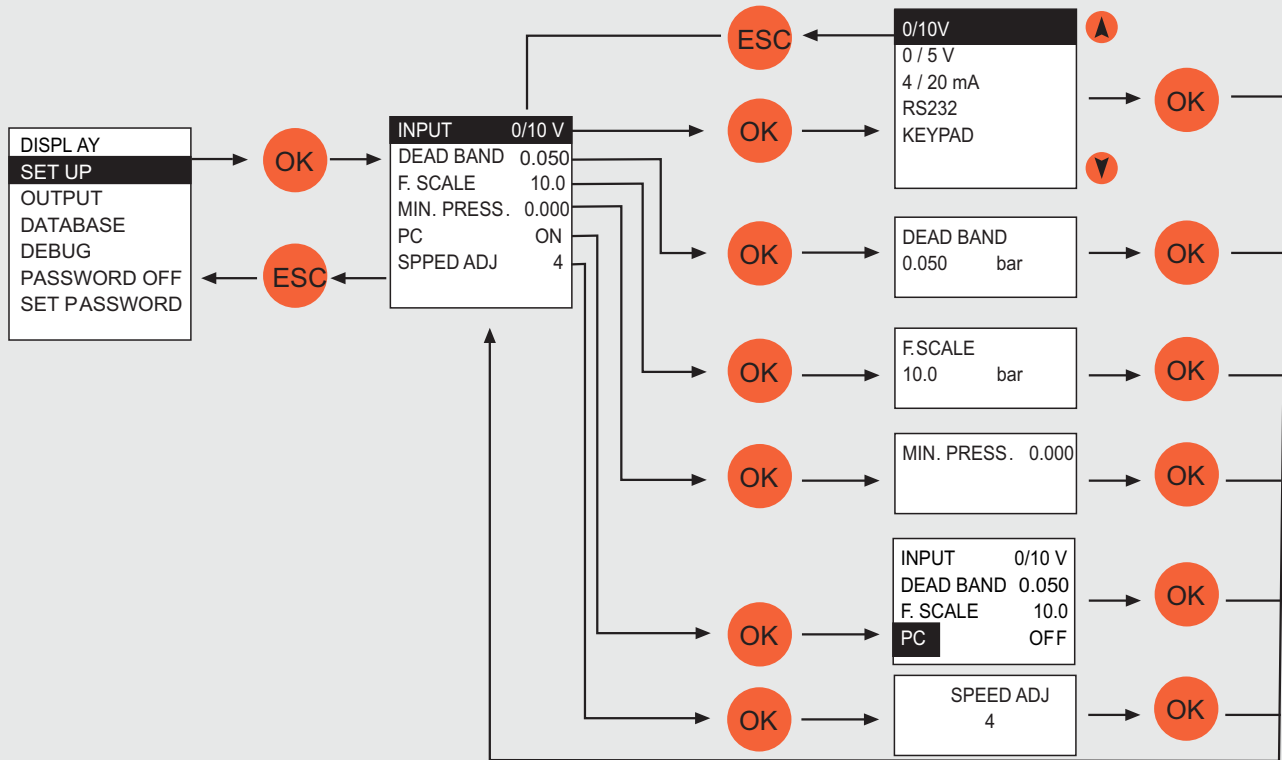 DISPL AY
SET UP
OUTPUT
DATABASE
DEBUG
PASSWORD OFF
SET PASSWORD
OK
ESC
INPUT 0/10 V
DEAD BAND 0.050
F. SCALE 10.0
MIN. PRESS. 0.000
PC ON
SPPED ADJ 4
ESC
OK
0/10V
0 / 5 V
4 / 20 mA
RS232
KEYPAD
OK
OK
DEAD BAND
0.050 bar
OK
OK
F.SCALE
10.0 bar
OK
OK
MIN. PRESS. 0.000
OK
OK
INPUT 0/10 V
DEAD BAND 0.050
F. SCALE 10.0
PC OFF
OK
OK
SPEED ADJ
4
OK